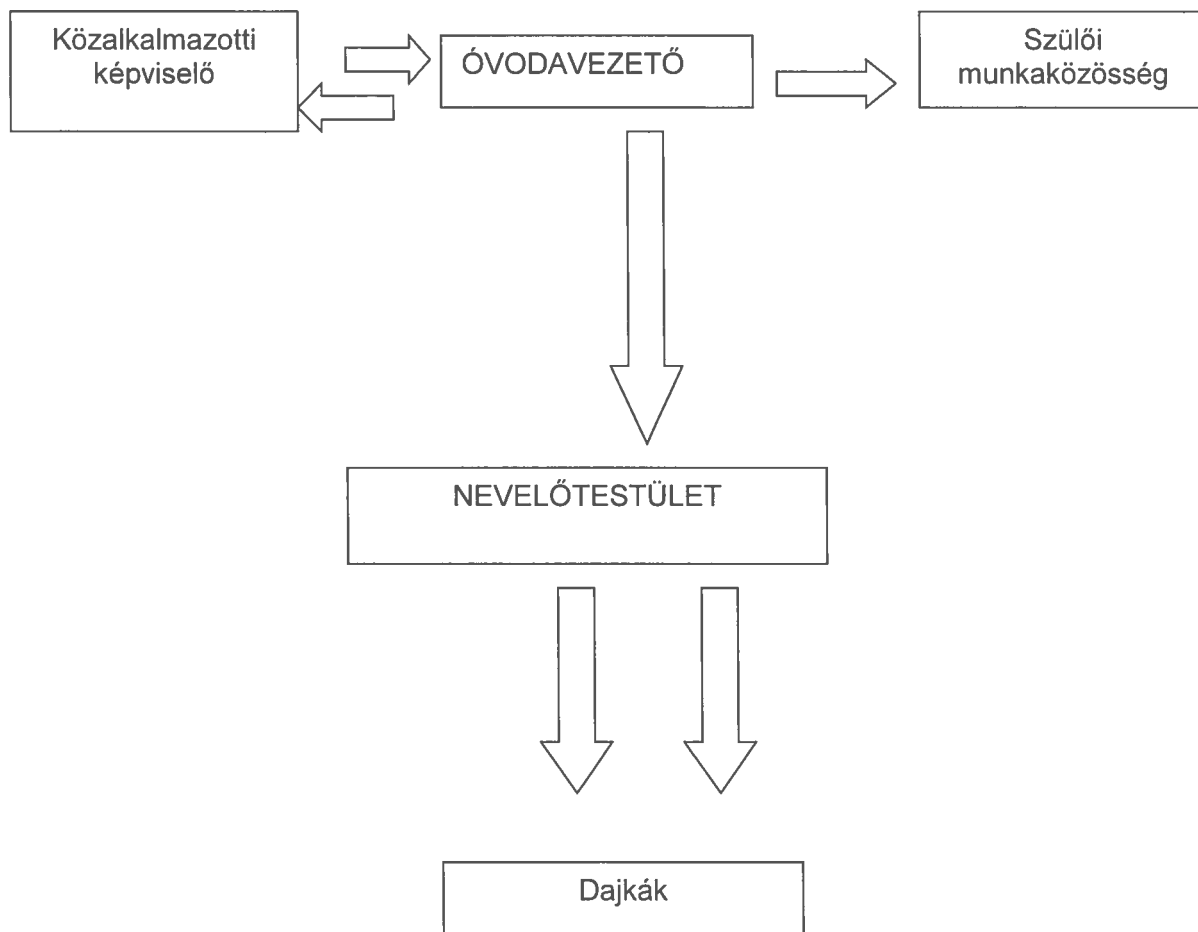 Közalkalmazotti
képviselő
ÓVODAVEZETŐ
Szülői
munkaközösség
NEVELŐTESTÜLET
Dajkák